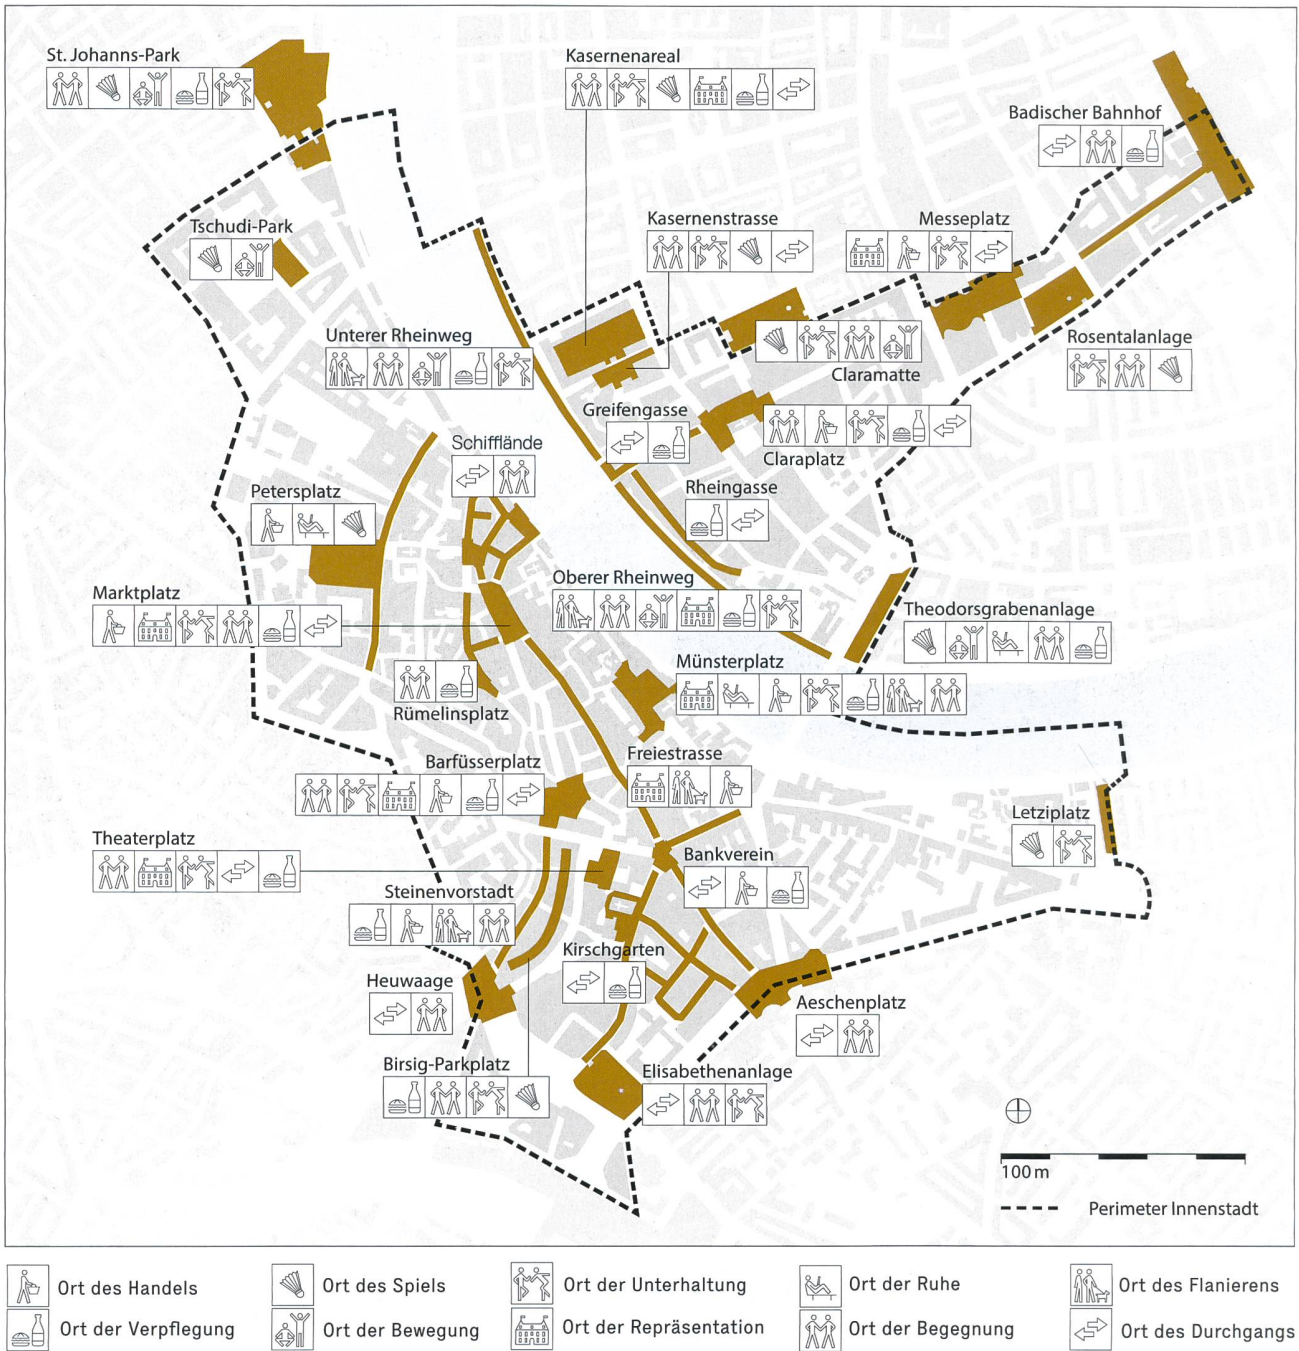 St. Johanns-Park
Kasernenareal
Badischer Bahnhof
Tschudi-Park
Kasernenstrasse
Messeplatz
Unterer Rheinweg
Rosentalanlage
Claramatte
Greifengasse
Schifflände
Claraplatz
Petersplatz
Rheingasse
Marktplatz
Oberer Rheinweg
Theodorsgrabenanlage
Münsterplatz
Rümelinsplatz
Barfüsserplatz
Freiestrasse
Letziplatz
Theaterplatz
Bankverein
Steinenvorstadt
Kirschgarten
Heuwaage
Aeschenplatz
Birsig-Parkplatz
Elisabethenanlage
100 m
Perimeter Innenstadt
Ort des Handels
Ort des Spiels
Ort der Unterhaltung
Ort der Ruhe
Ort des Flanierens
Ort der Verpflegung
Ort der Bewegung
Ort der Repräsentation
Ort der Begegnung
Ort des Durchgangs